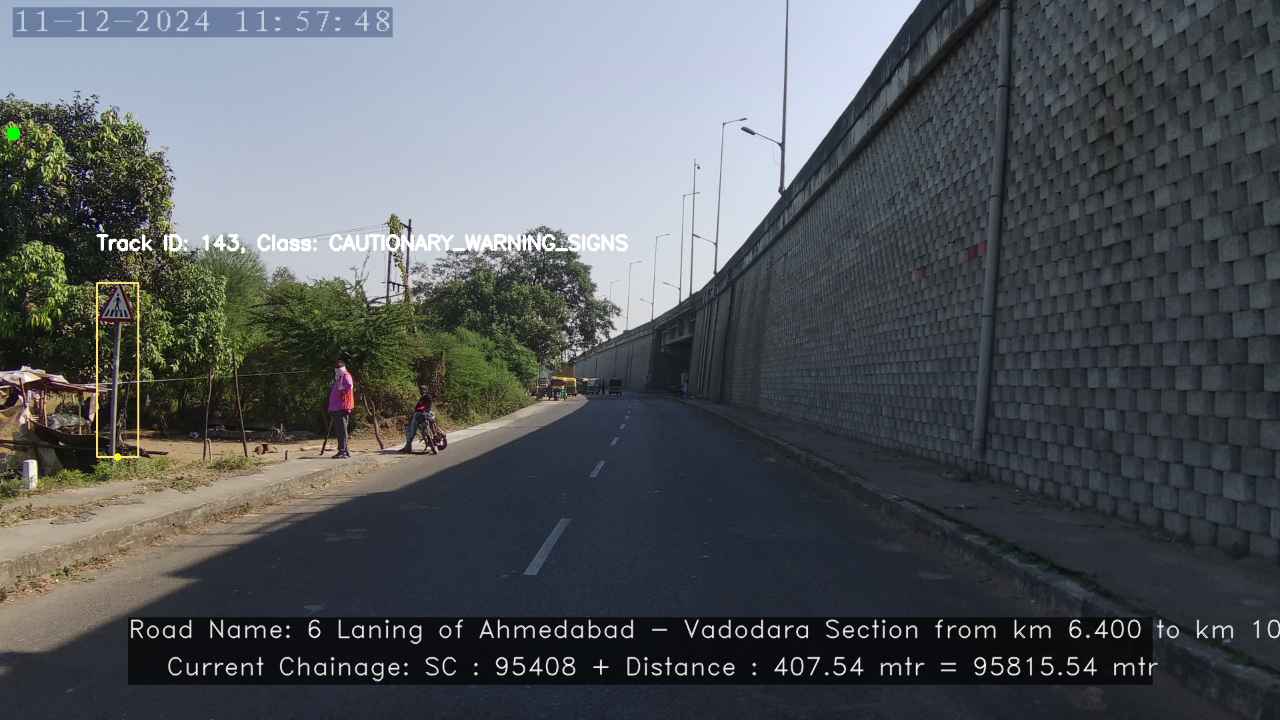 11-12-2024 11:57:48
Track ID: 143, Class: CAUTIONARY_WARNING_SIGNS
Road Name: 6 Laning of Ahmedabad - Vadodara Section from km 6.400 to km 10
Current Chainage: SC : 95408 + Distance : 407.54 mtr = 95815.54 mtr